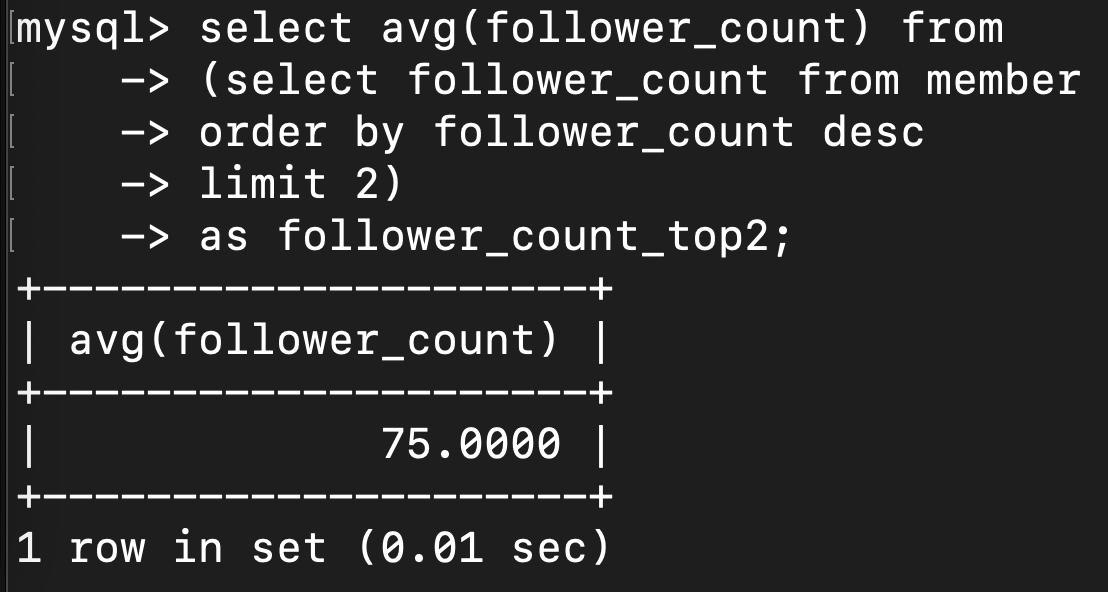 mysql> select avg(follower_count) from
    -> (select follower_count from member
    -> order by follower_count desc
    -> limit 2)
    -> as follower_count_top2;
+---------------------+
| avg(follower_count) |
+---------------------+
|             75.0000 |
+---------------------+
1 row in set (0.01 sec)